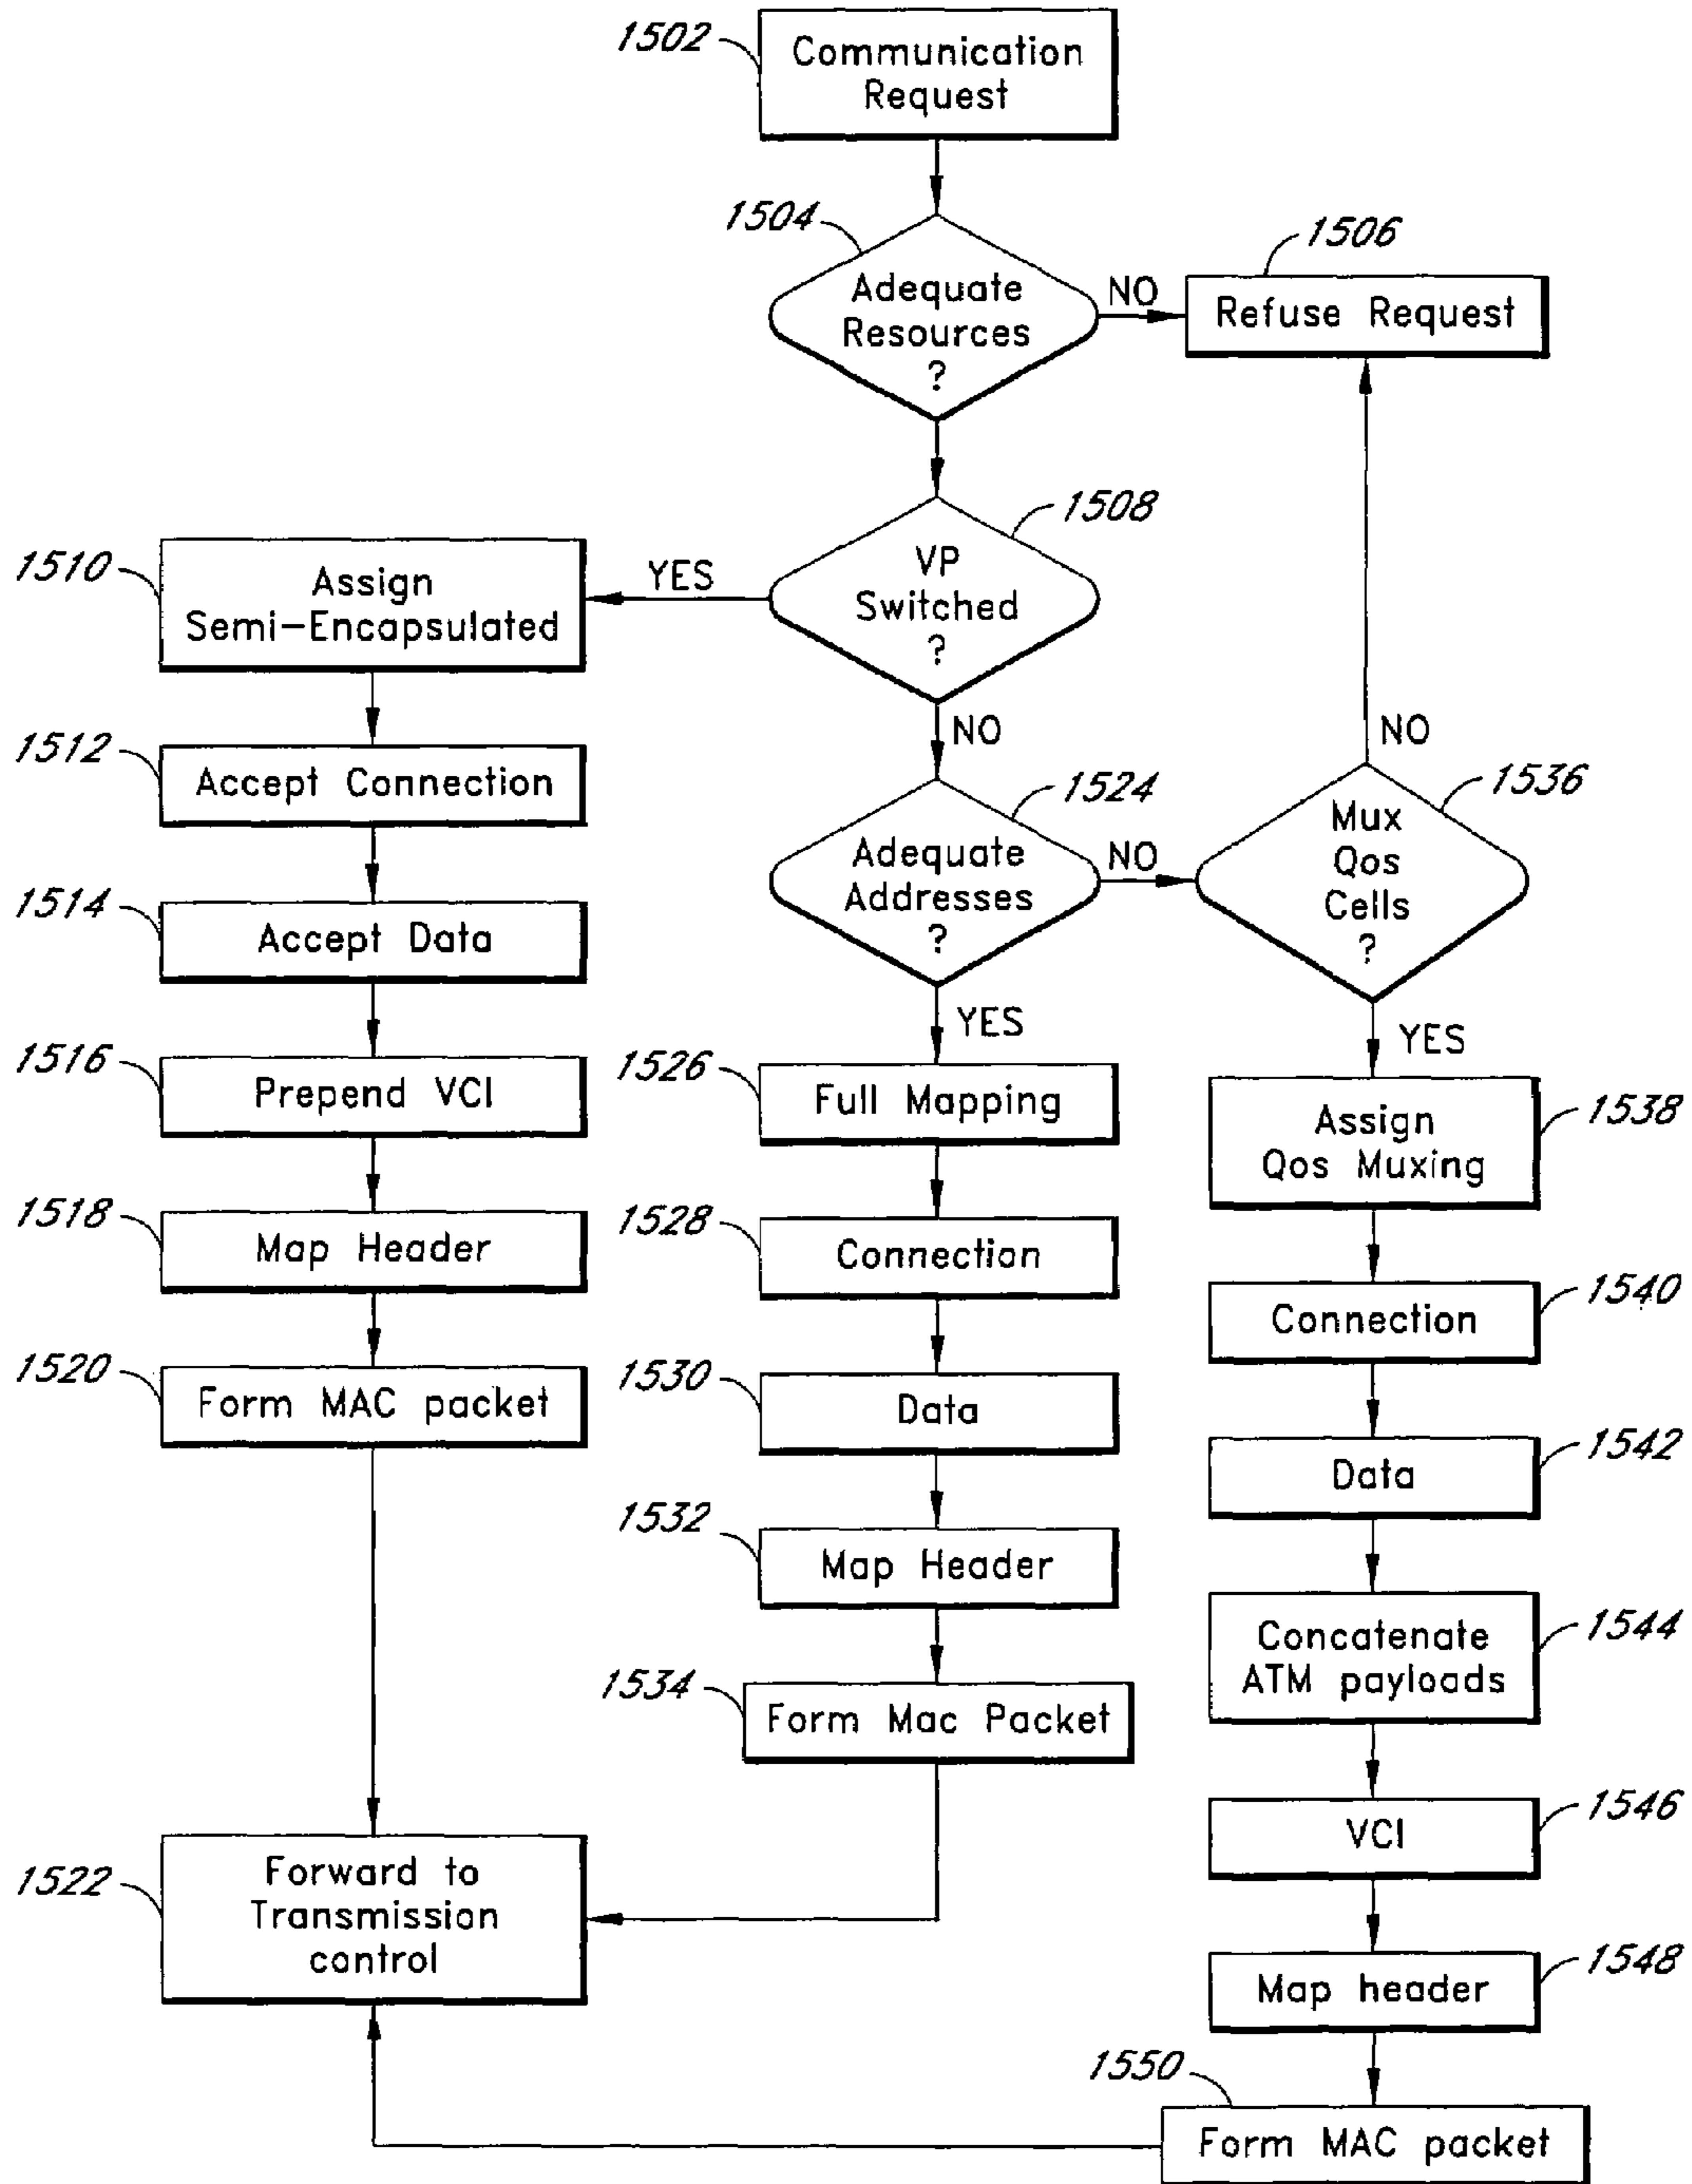 1502
Communication
Request
1504
Adequate
Resources
?
NO
1506
Refuse Request
1508
VP
Switched
?
YES
NO
1510
Assign
Semi-Encapsulated
1512
Accept Connection
1514
Accept Data
1516
Prepend VCI
1518
Map Header
1520
Form MAC packet
1522
Forward to
Transmission
control
1524
Adequate
Addresses
?
NO
YES
1526
Full Mapping
1528
Connection
1530
Data
1532
Map Header
1534
Form Mac Packet
NO
1536
Mux
Qos
Cells
?
YES
1538
Assign
Qos Muxing
1540
Connection
1542
Data
1544
Concatenate
ATM payloads
1546
VCI
1548
Map header
1550
Form MAC packet